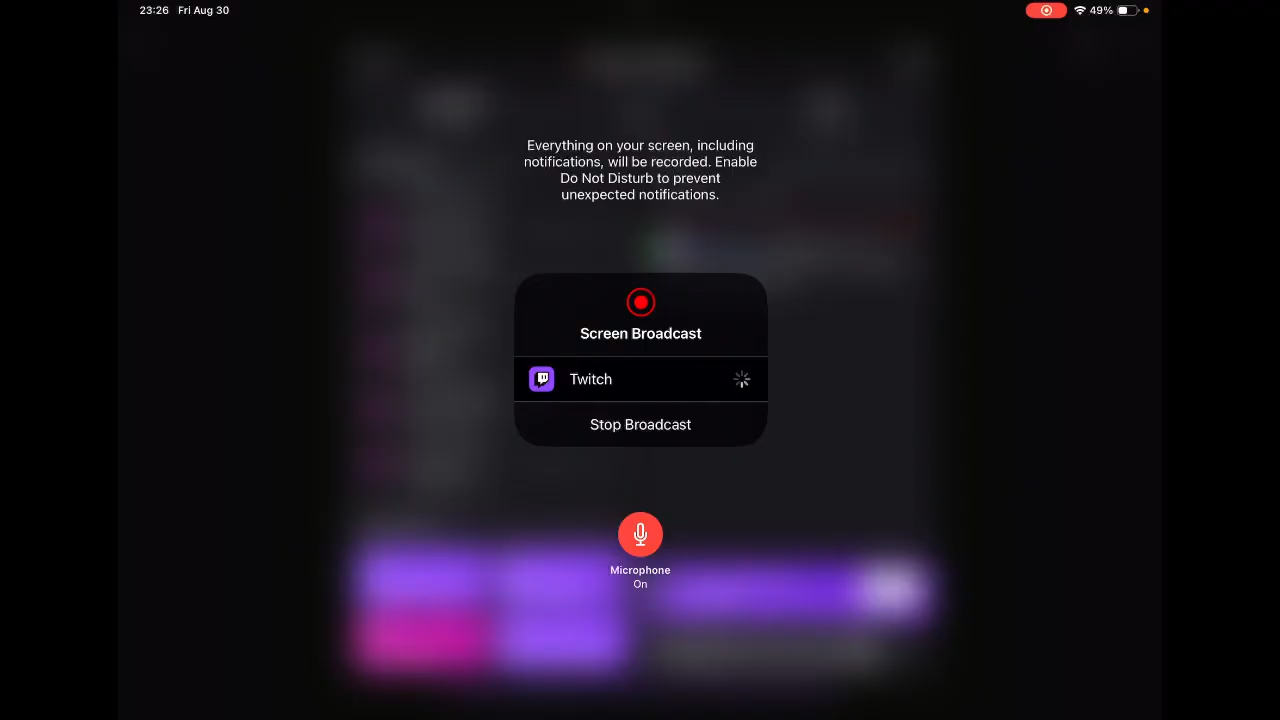 23:26 Fri Aug 30
49%
Everything on your screen, including
notifications, will be recorded. Enable
Do Not Disturb to prevent
unexpected notifications.
Screen Broadcast
Twitch
Stop Broadcast
Microphone
On